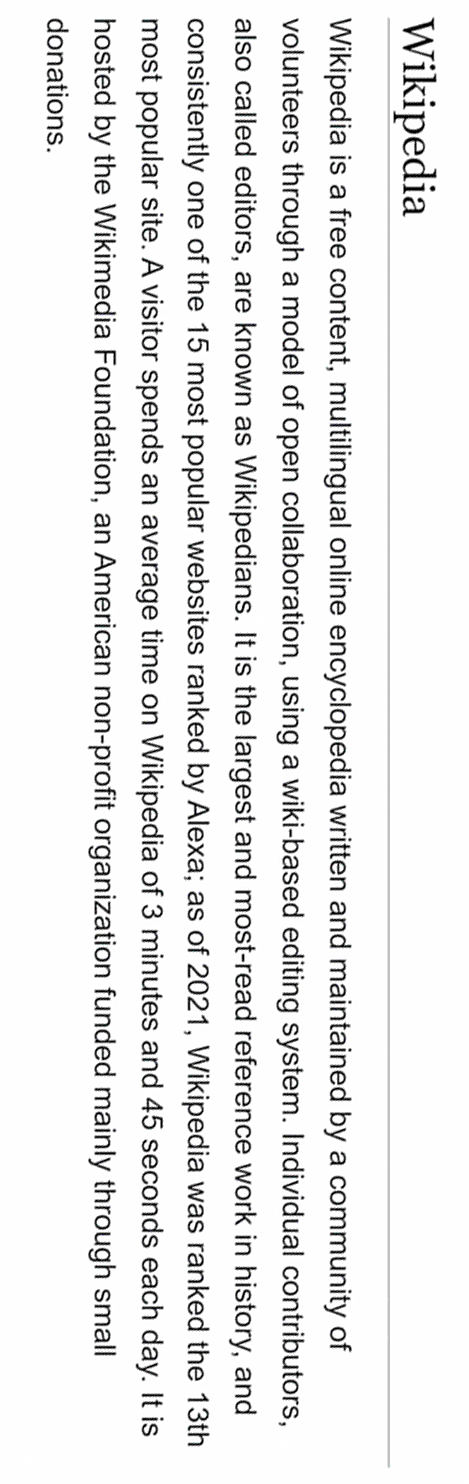 Wikipedia
Wikipedia is a free content, multilingual online encyclopedia written and maintained by a community of
volunteers through a model of open collaboration, using a wiki-based editing system. Individual contributors,
also called editors, are known as Wikipedians. It is the largest and most-read reference work in history, and
consistently one of the 15 most popular websites ranked by Alexa; as of 2021, Wikipedia was ranked the 13th
most popular site. A visitor spends an average time on Wikipedia of 3 minutes and 45 seconds each day. It is
hosted by the Wikimedia Foundation, an American non-profit organization funded mainly through small
donations.